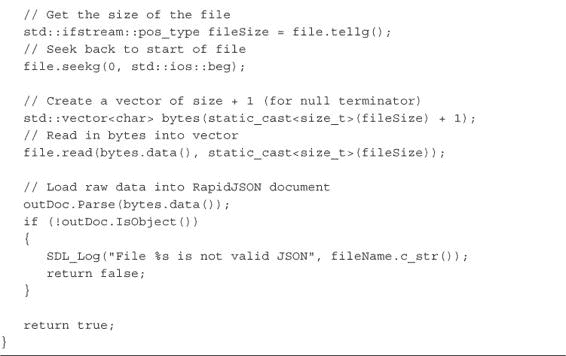 // Get the size of the file
std::ifstream::pos_type fileSize = file.tellg();
// Seek back to start of file
file.seekg(0, std::ios::beg);
// Create a vector of size + 1 (for null terminator)
std::vector<char> bytes(static_cast<size_t>(fileSize) + 1);
// Read in bytes into vector
file.read(bytes.data(), static_cast<size_t>(fileSize));
// Load raw data into RapidJSON document
outDoc.Parse(bytes.data());
if (!outDoc.IsObject())
{
SDL_Log("File %s is not valid JSON", fileName.c_str());
return false;
}
return true;
}